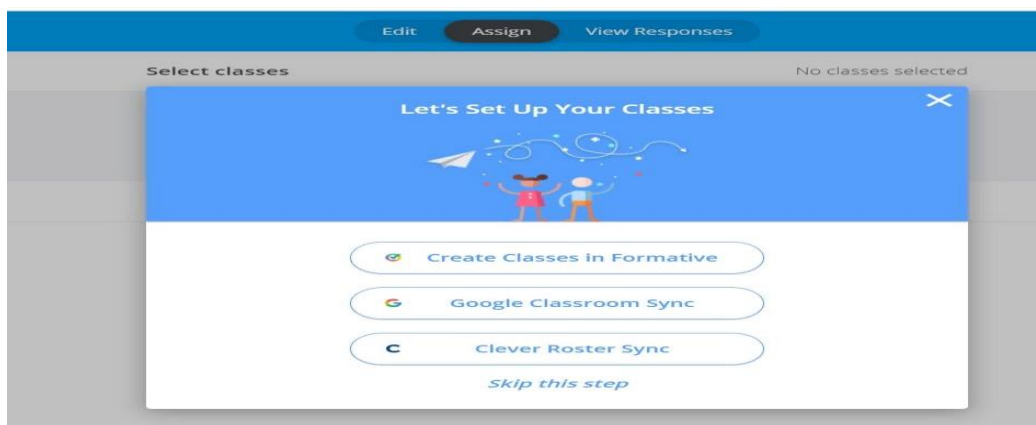 Edit Assign View Responses
Select classes No classes selected
Let's Set Up Your Classes
Create Classes in Formative
Google Classroom Sync
Clever Roster Sync
Skip this step